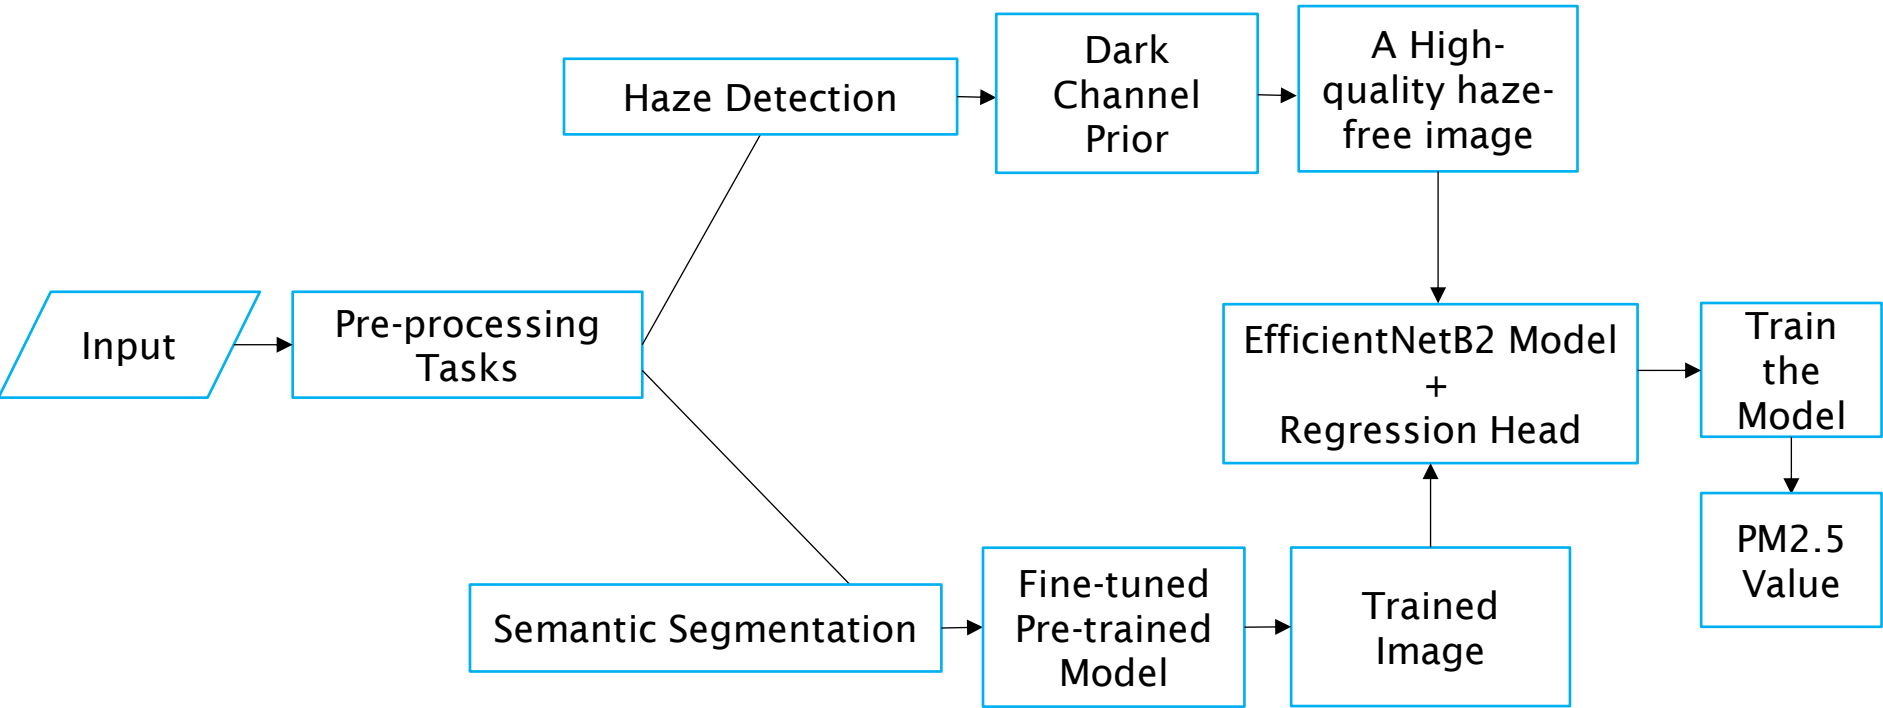 Input
Pre-processing
Tasks
Haze Detection
Dark
Channel
Prior
A High-
quality haze-
free image
Semantic Segmentation
Fine-tuned
Pre-trained
Model
Trained
Image
EfficientNetB2 Model
+
Regression Head
Train
the
Model
PM2.5
Value